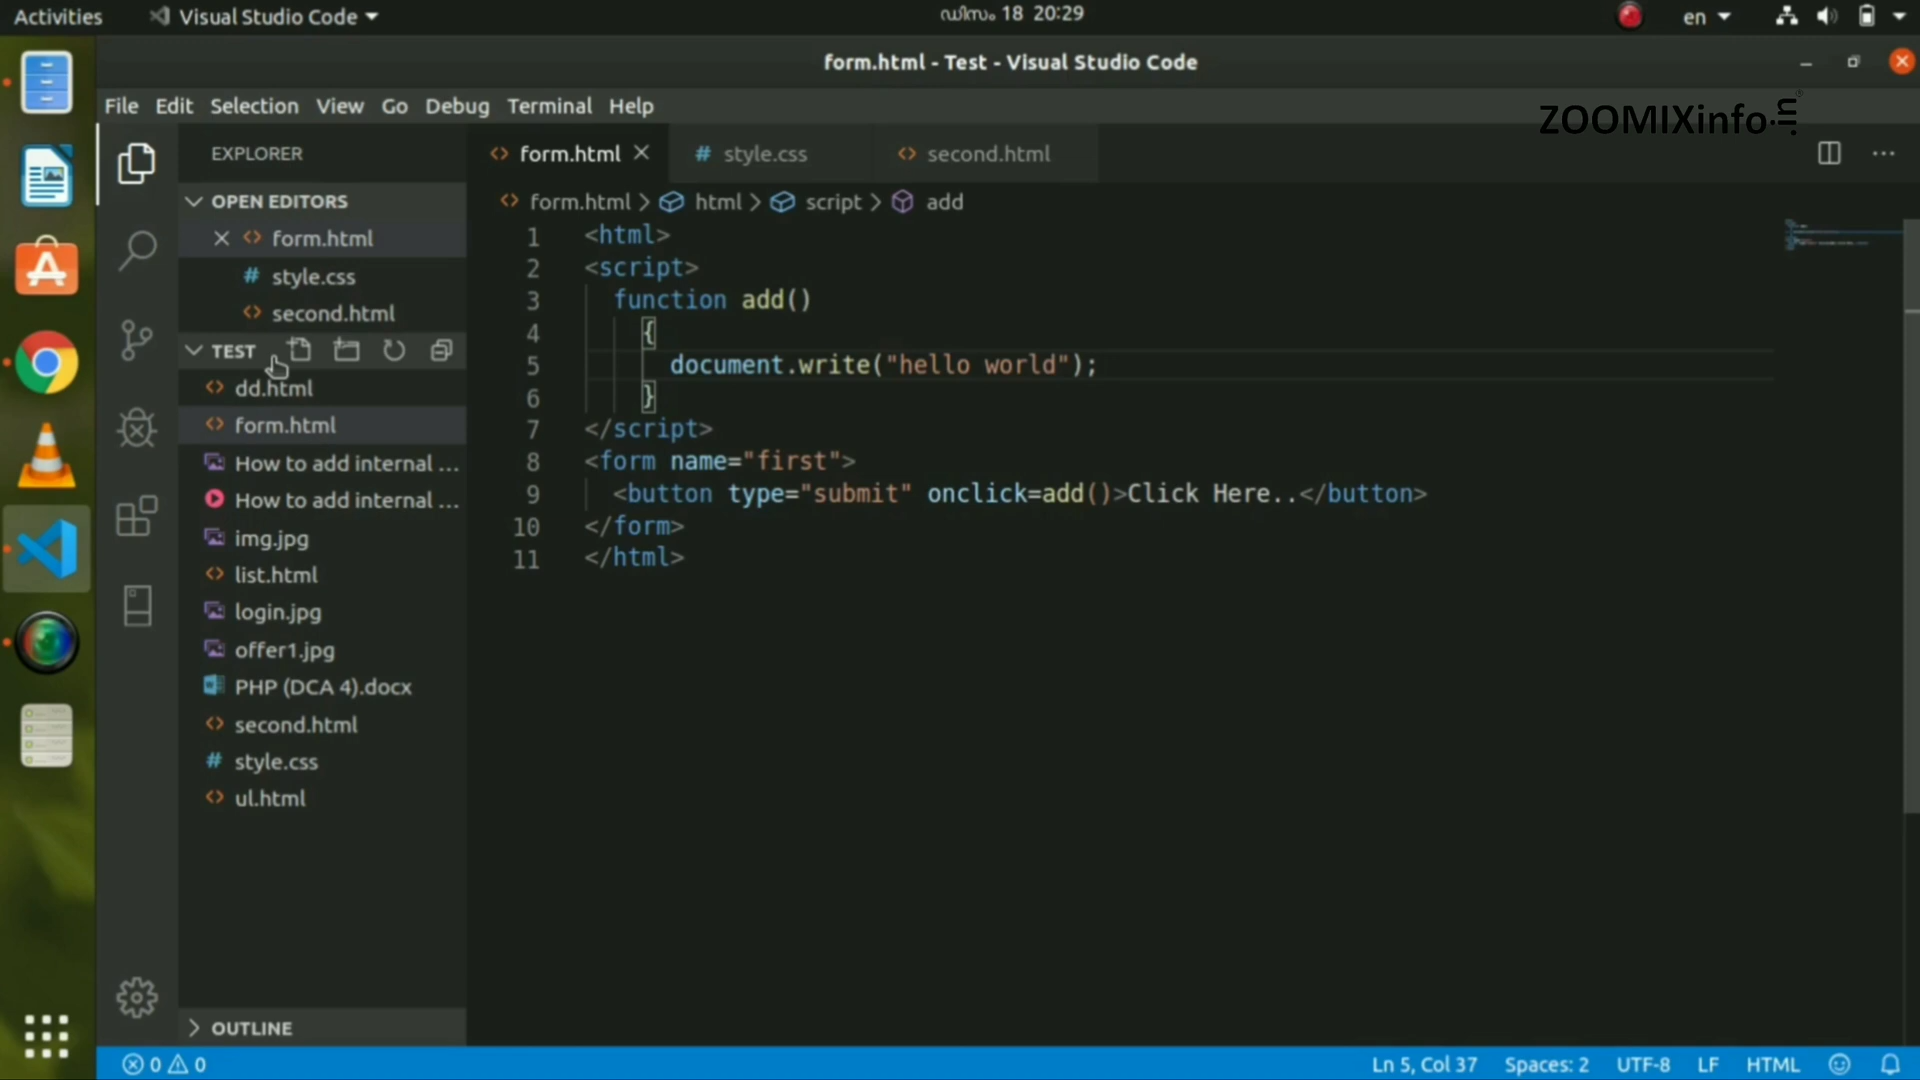 Activities
Visual Studio Code
ഡിസം 18 20:29
en
form.html - Test - Visual Studio Code
File Edit Selection View Go Debug Terminal Help
ZOOMIXinfo.in
EXPLORER
form.html
style.css
second.html
OPEN EDITORS
form.html
style.css
second.html
TEST
dd.html
form.html
How to add internal ...
How to add internal ...
img.jpg
list.html
login.jpg
offer1.jpg
PHP (DCA 4).docx
second.html
style.css
ul.html
OUTLINE
form.html > html > script > add
1 <html>
2 <script>
3 function add()
4 {
5 document.write("hello world");
6 }
7 </script>
8 <form name="first">
9 <button type="submit" onclick=add()>Click Here..</button>
10 </form>
11 </html>
0 0
Ln 5, Col 37 Spaces: 2 UTF-8 LF HTML